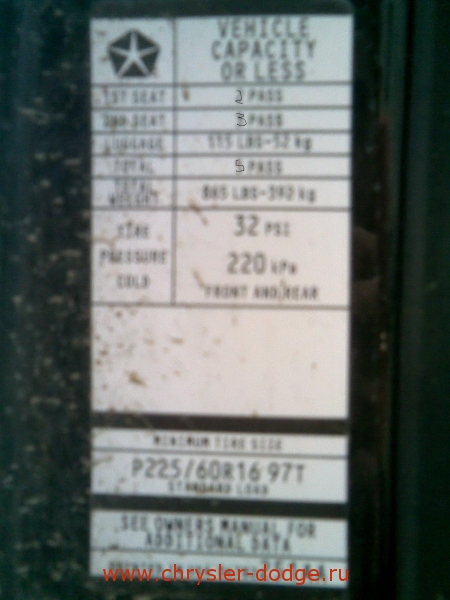 VEHICLE
CAPACITY
OR LESS
1ST SEAT 2 PASS
2ND SEAT 3 PASS
LUGGAGE 115 LBS-52 kg
TOTAL 5 PASS
TOTAL
WEIGHT 865 LBS-392 kg
TIRE 32 PSI
PRESSURE 220 kPa
COLD FRONT AND REAR
MINIMUM TIRE SIZE
P225/60R16 97T
STANDARD LOAD
SEE OWNERS MANUAL FOR
ADDITIONAL DATA
www.chrysler-dodge.ru